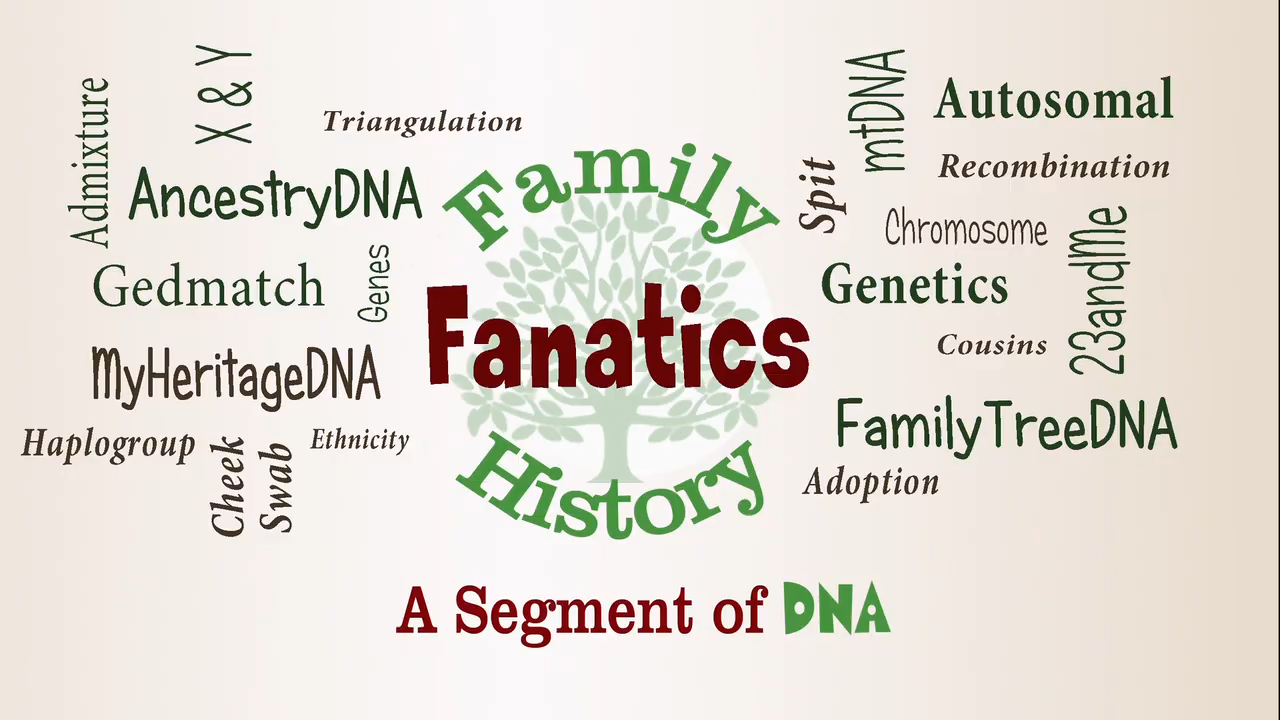 Admixture
X & Y
Triangulation
AncestryDNA
Gedmatch
Genes
MyHeritageDNA
Haplogroup
Cheek
Swab
Ethnicity
Family
Fanatics
History
mtDNA
Autosomal
Spit
Recombination
Chromosome
Genetics
23andMe
Cousins
FamilyTreeDNA
Adoption
A Segment of DNA